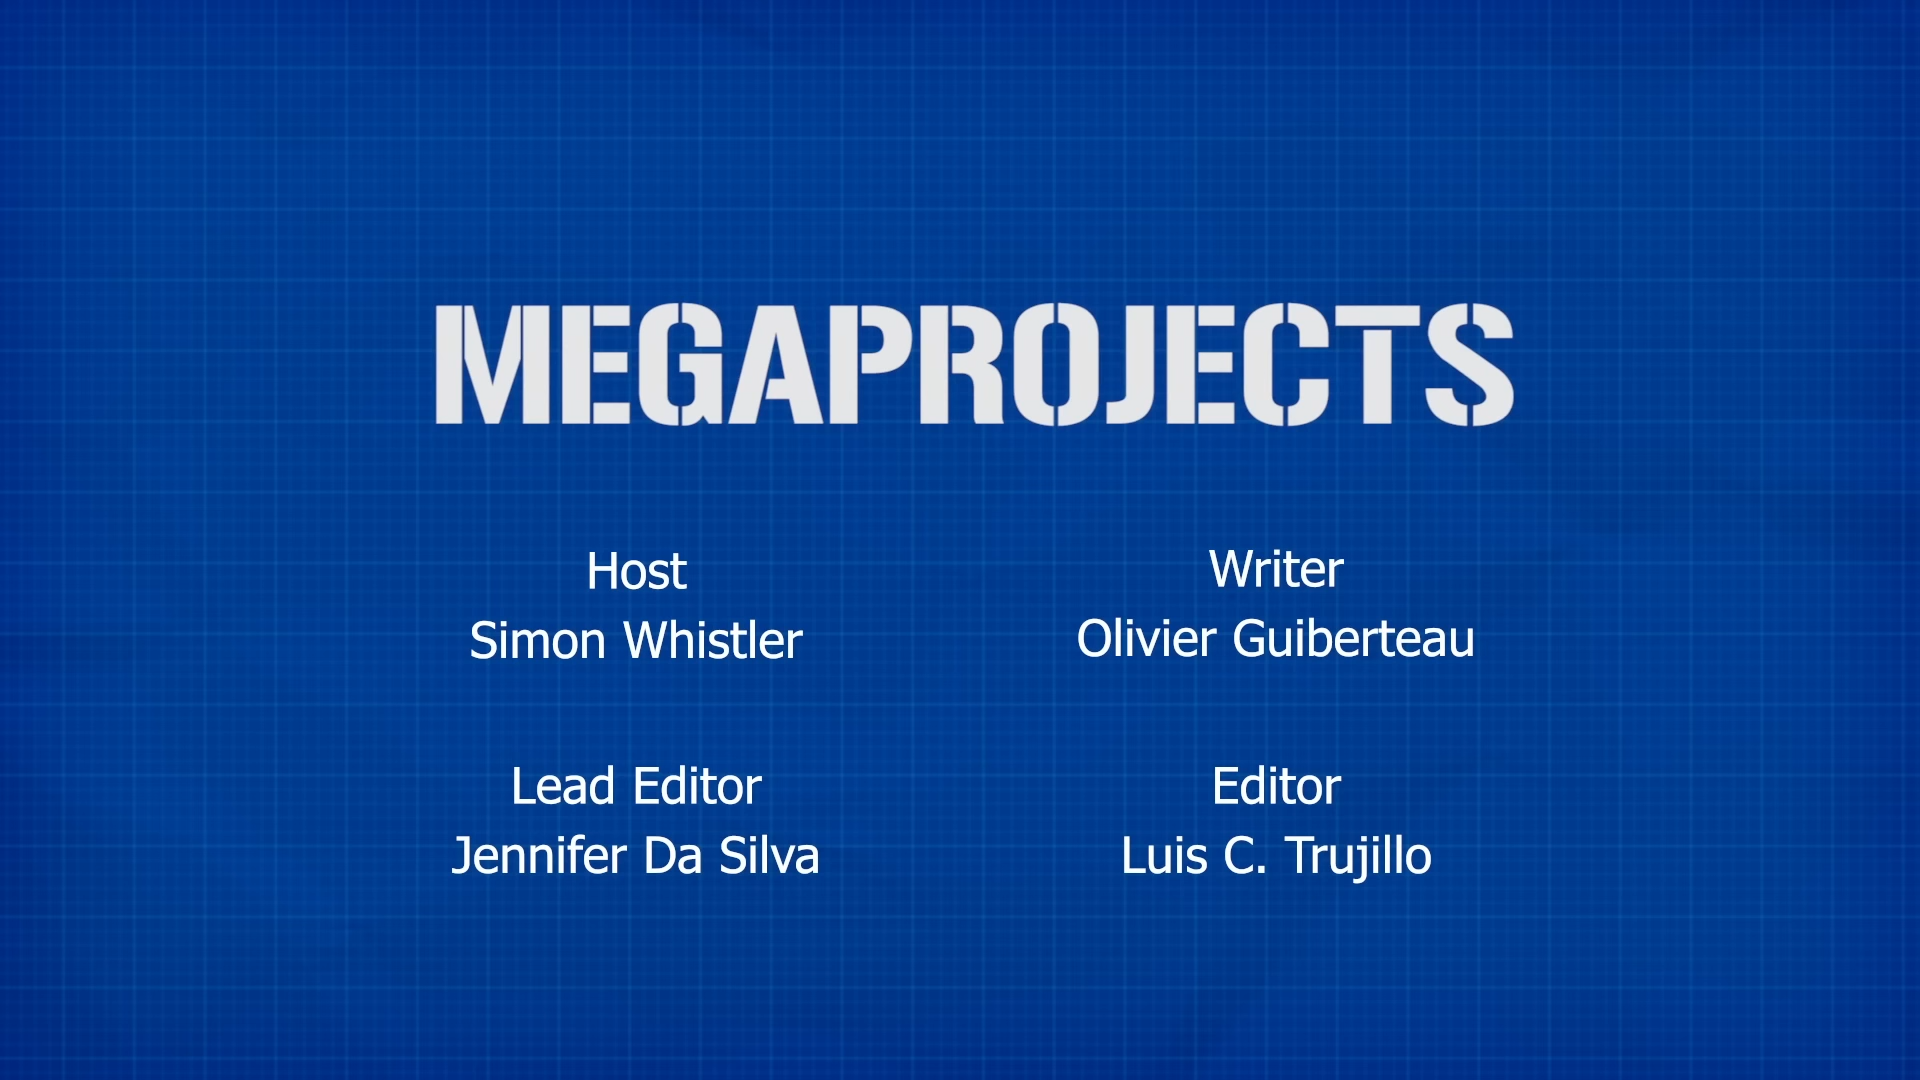 MEGAPROJECTS
Host
Simon Whistler
Writer
Olivier Guiberteau
Lead Editor
Jennifer Da Silva
Editor
Luis C. Trujillo